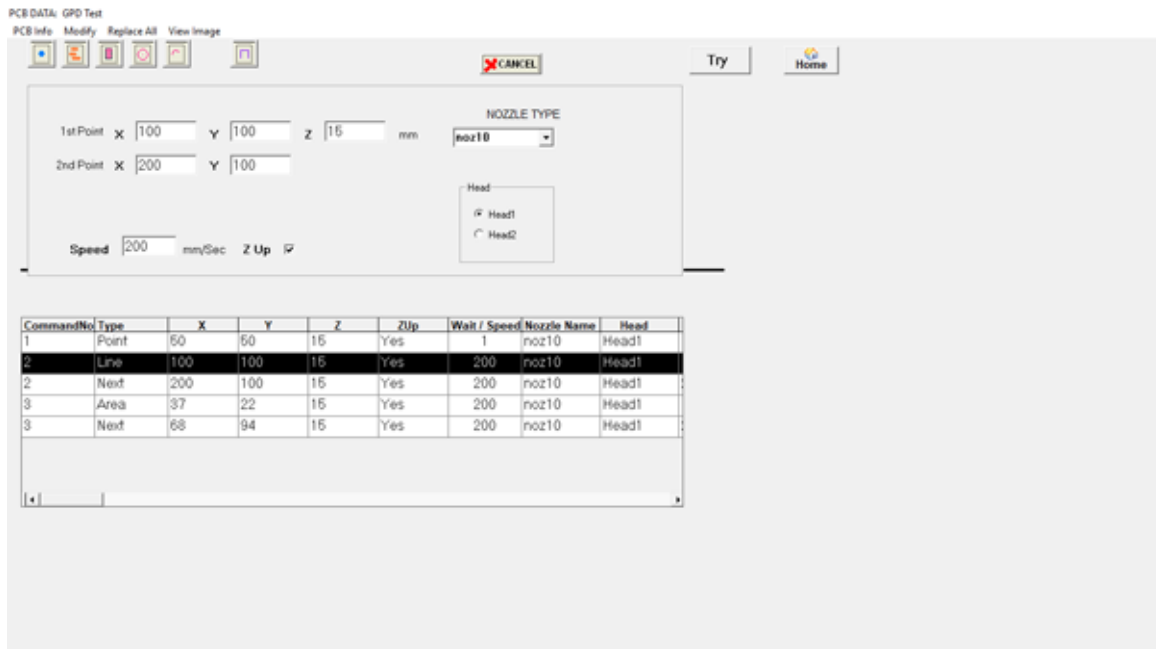 PCB DATA: GPD Test
PCB Info Modify Replace All View Image
CANCEL Try Home
NOZZLE TYPE
1st Point X 100 Y 100 Z 15 mm noz10
2nd Point X 200 Y 100
Head
Head1
Head2
Speed 200 mm/Sec Z Up
CommandNo Type X Y Z ZUp Wait / Speed Nozzle Name Head
1 Point 50 50 15 Yes 1 noz10 Head1
2 Line 100 100 15 Yes 200 noz10 Head1
2 Next 200 100 15 Yes 200 noz10 Head1
3 Area 37 22 15 Yes 200 noz10 Head1
3 Next 68 94 15 Yes 200 noz10 Head1